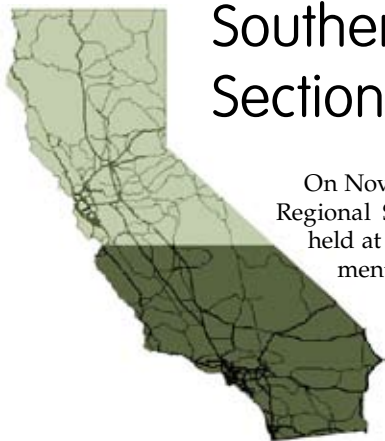 Souther
Section
On Nov
Regional S
held at
ment